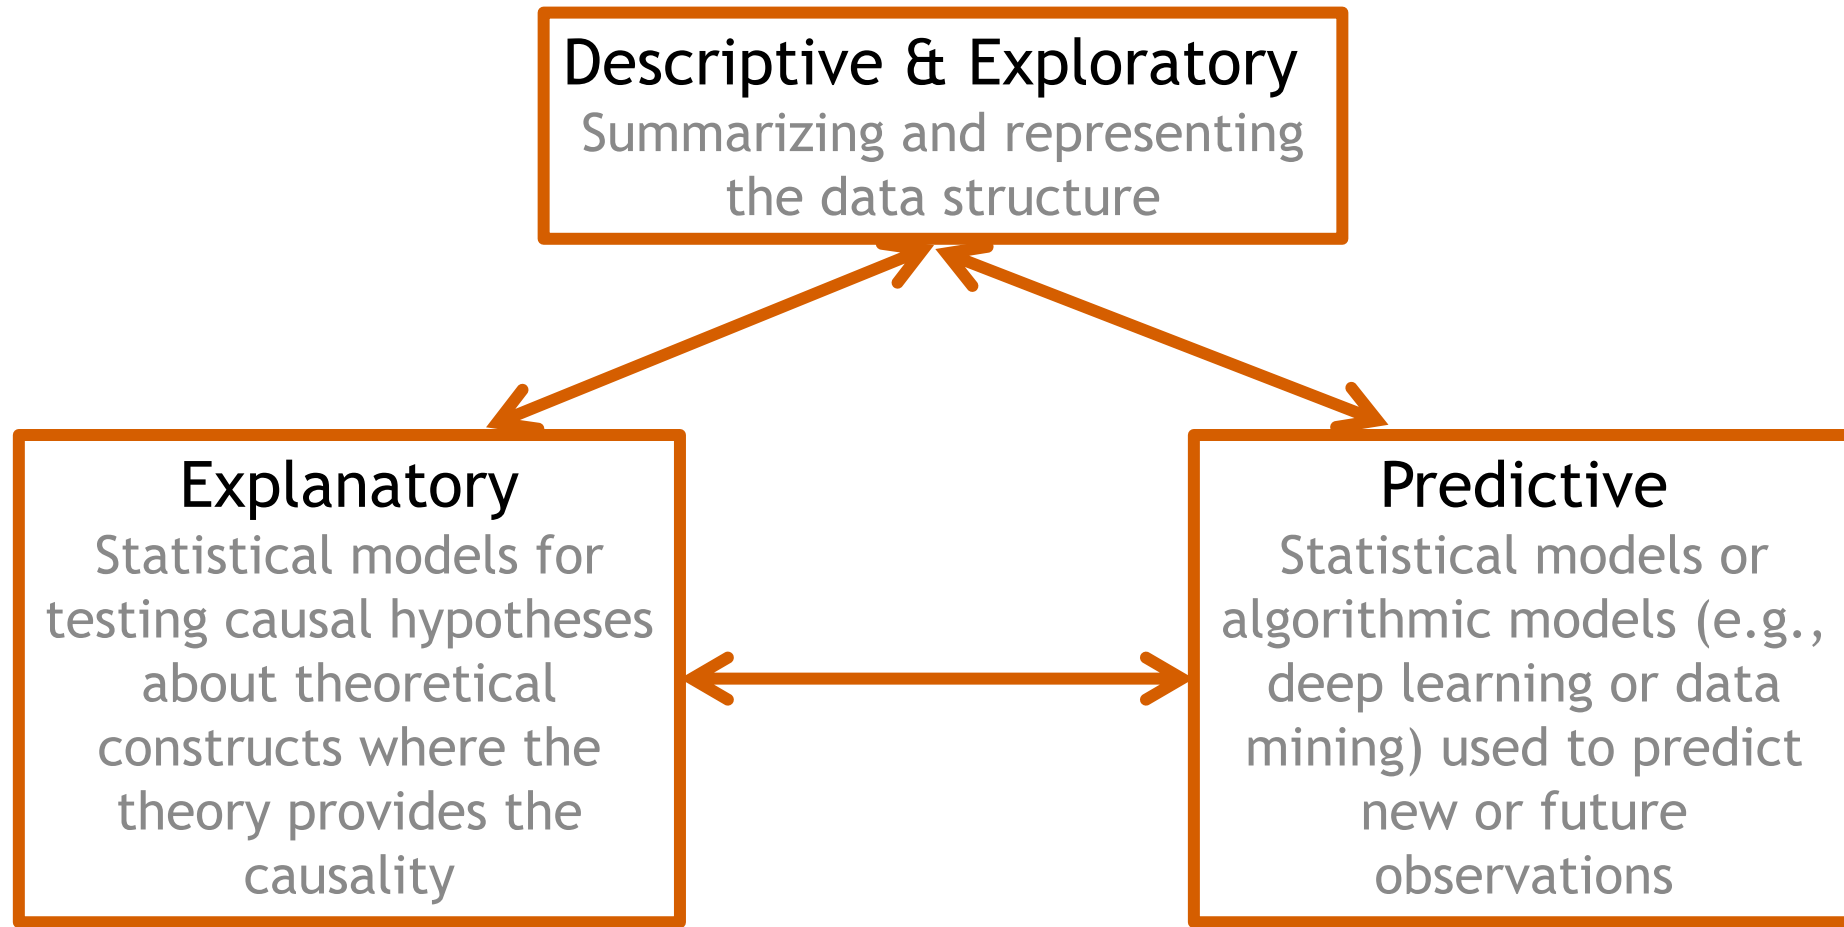 Descriptive & Exploratory
Summarizing and representing
the data structure
Explanatory
Statistical models for
testing causal hypotheses
about theoretical
constructs where the
theory provides the
causality
Predictive
Statistical models or
algorithmic models (e.g.,
deep learning or data
mining) used to predict
new or future
observations